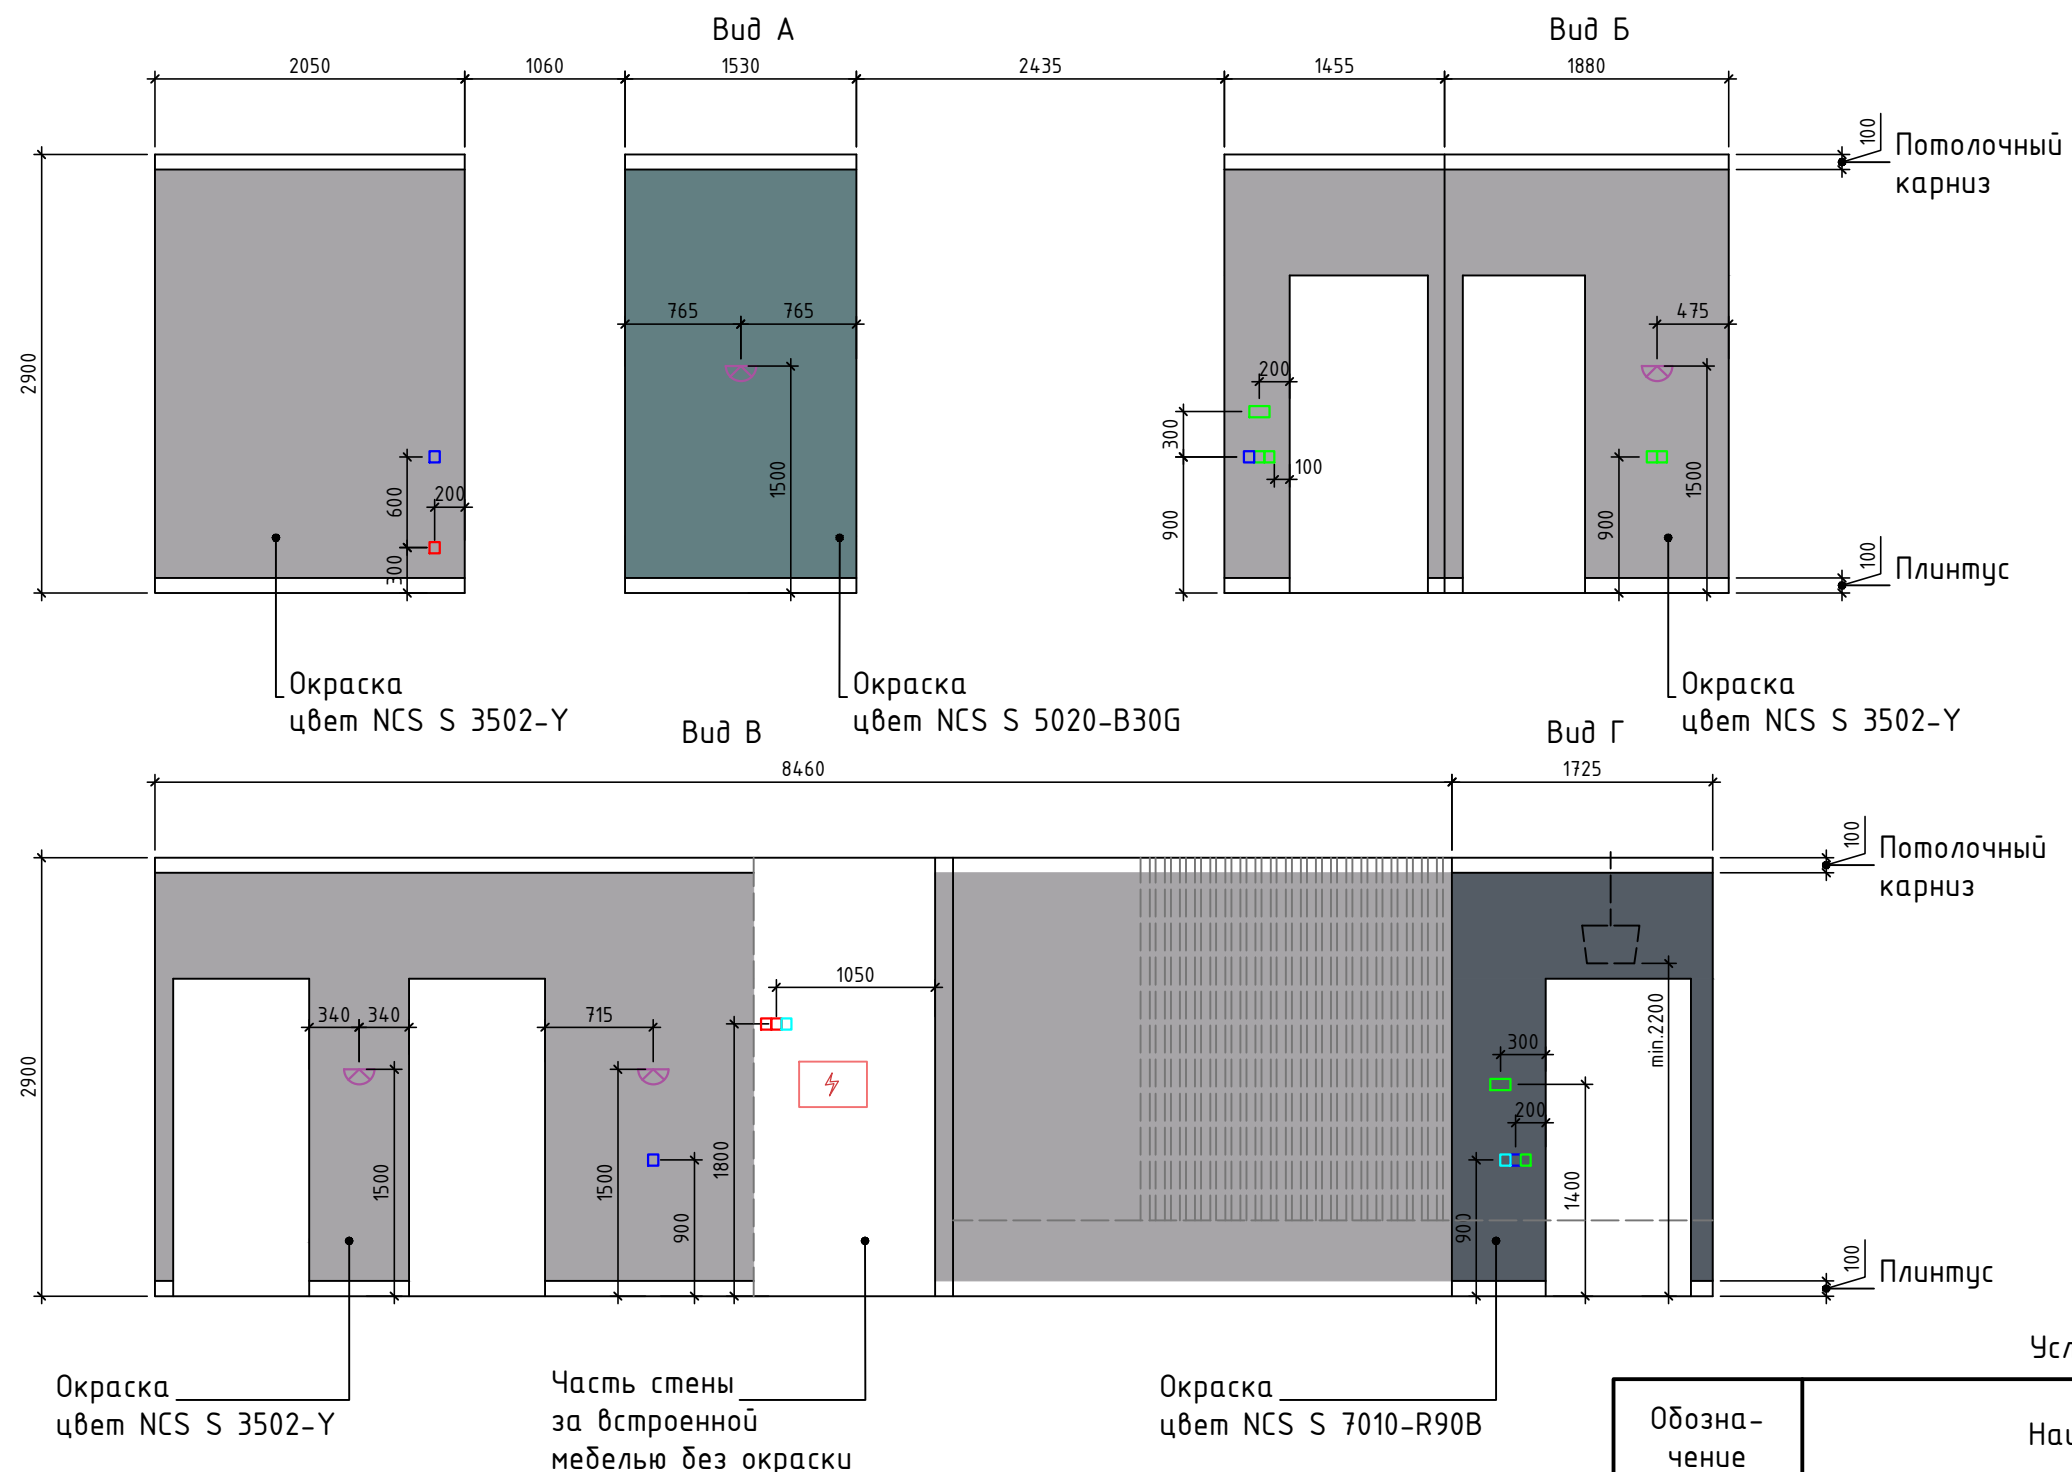 Вид А
Вид Б
2050
1060
1530
2435
1455
1880
100
Потолочный
карниз
2900
765
765
475
200
300
100
1500
1500
900
900
600
200
300
100
Плинтус
Окраска
цвет NCS S 3502-Y
Окраска
цвет NCS S 5020-B30G
Окраска
цвет NCS S 3502-Y
Вид В
Вид Г
8460
1725
100
Потолочный
карниз
2900
340
340
715
1050
300
min.2200
200
1500
1500
900
1800
900
1400
100
Плинтус
Окраска
цвет NCS S 3502-Y
Часть стены
за встроенной
мебелью без окраски
Окраска
цвет NCS S 7010-R90B
Обозна-
чение